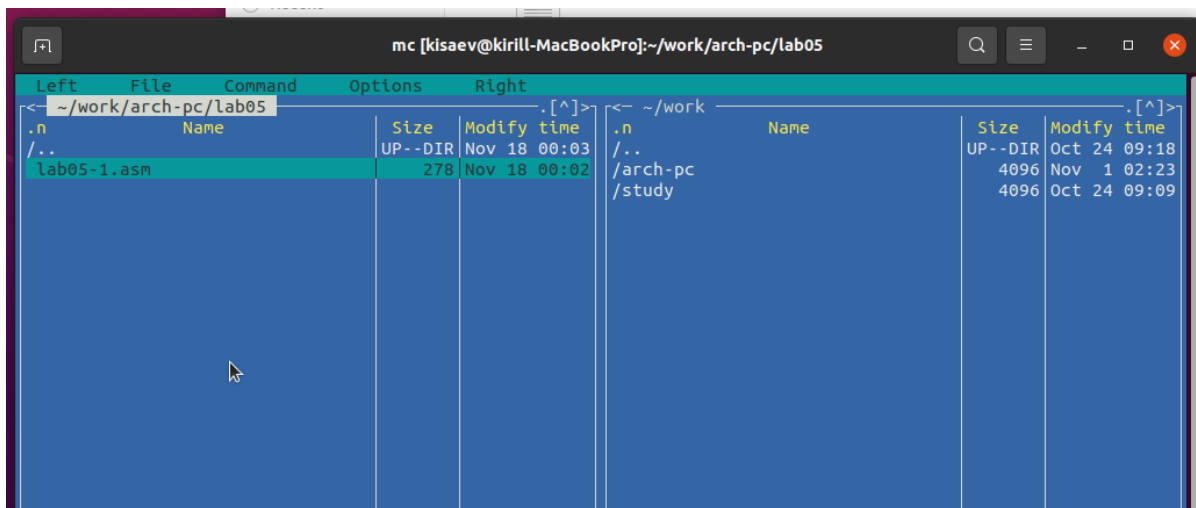 mc [kisaev@kirill-MacBookPro]:~/work/arch-pc/lab05
Left File Command Options Right
<─ ~/work/arch-pc/lab05 .[^]>
.n Name Size Modify time
/.. UP--DIR Nov 18 00:03
lab05-1.asm 278 Nov 18 00:02
<─ ~/work .[^]>
.n Name Size Modify time
/.. UP--DIR Oct 24 09:18
/arch-pc 4096 Nov 1 02:23
/study 4096 Oct 24 09:09